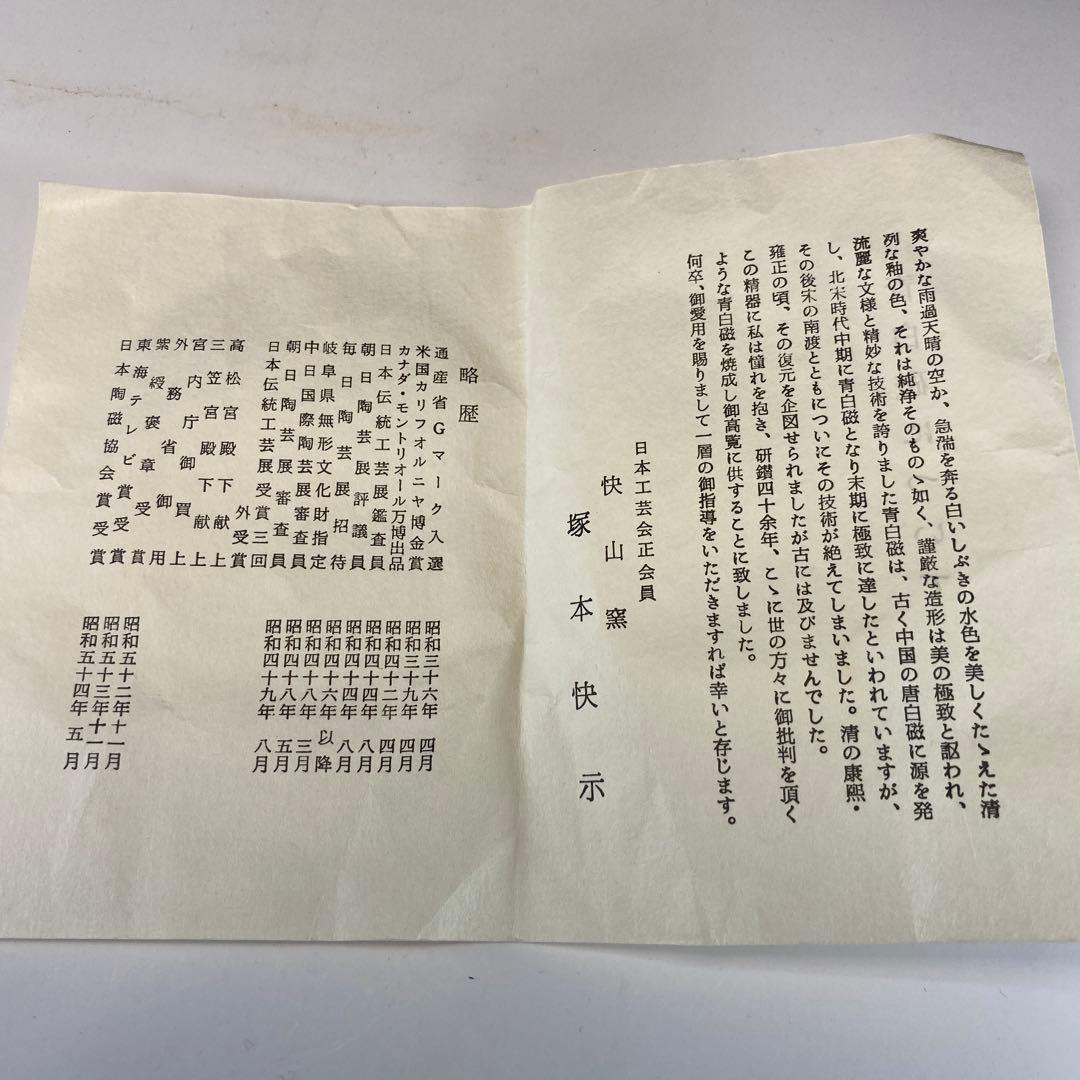 爽やかな雨過天晴の空か、急湍を奔る白いしぶきの水色を美しくたゝえた清
冽な釉の色、それは純浄そのものゝ如く、謹厳な造形は美の極致と謳われ、
流麗な文様と精妙な技術を誇りました青白磁は、古く中国の唐白磁に源を発
し、北宋時代中期に青白磁となり末期に極致に達したといわれていますが、
その後宋の南渡とともについにその技術が絶えてしまいました。清の康熙・
雍正の頃、その復元を企図せられましたが古には及びませんでした。
この精器に私は憧れを抱き、研鑽四十余年、こゝに世の方々に御批判を頂く
ような青白磁を焼成し御高覧に供することに致しました。
何卒、御愛用を賜りまして一層の御指導をいただきますれば幸いと存じます。
日本工芸会正会員
快山窯
塚本快示
略歴
通産省Gマーク入選
米国カリフォルニヤ博金賞
カナダ・モントリオール万博出品
日本伝統工芸展鑑査員
朝日陶芸展評議員
毎日陶芸展招待
岐阜県無形文化財指定
中日国際陶芸展審査員
朝日陶芸展審査員
日本伝統工芸展受賞三回
外受賞
高松宮殿下献上
三笠宮殿下献上
宮内庁御買上
外務省御用
紫綬褒章受賞
東海テレビ賞受賞
日本陶磁協会賞受賞
昭和三十六年四月
昭和三十九年四月
昭和四十二年四月
昭和四十四年八月
昭和四十四年八月
昭和四十六年以降
昭和四十八年三月
昭和四十八年五月
昭和四十九年八月
昭和五十二年十一月
昭和五十三年十一月
昭和五十四年五月